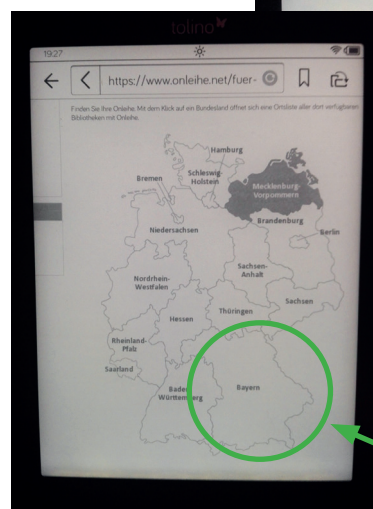 tolino
19:27
https://www.onleihe.net/fuer-
Finden Sie Ihre Onleihe. Mit dem Klick auf ein Bundesland öffnet sich eine Ortsliste aller dort verfügbaren
Bibliotheken mit Onleihe.
Hamburg
Schleswig-
Holstein
Bremen
Mecklenburg-
Vorpommern
Brandenburg
Niedersachsen
Berlin
Sachsen-
Anhalt
Nordrhein-
Westfalen
Sachsen
Thüringen
Hessen
Rheinland-
Pfalz
Saarland
Baden-
Württemberg
Bayern